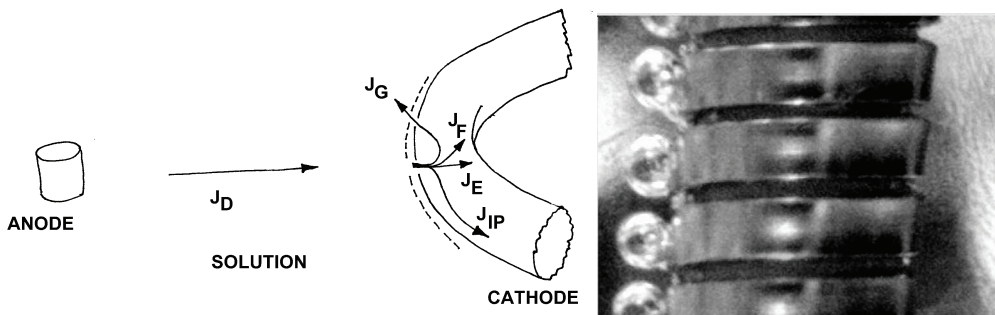 J_G
J_F
J_E
J_D
J_IP
ANODE
SOLUTION
CATHODE